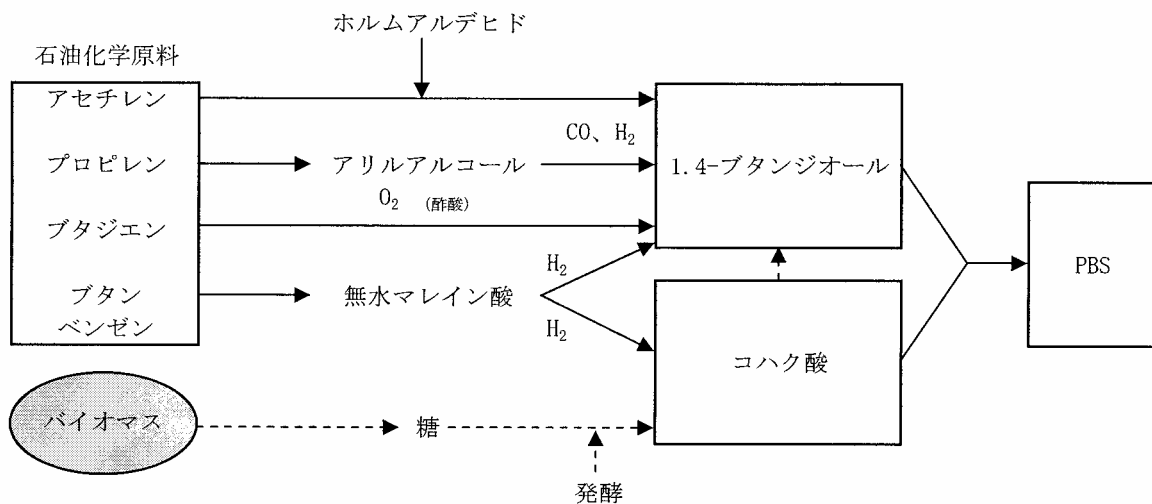 ホルムアルデヒド
石油化学原料
アセチレン
CO、H2
プロピレン
アリルアルコール
1.4-ブタンジオール
O2 (酢酸)
ブタジエン
H2
PBS
ブタン
無水マレイン酸
ベンゼン
H2
コハク酸
バイオマス
糖
発酵